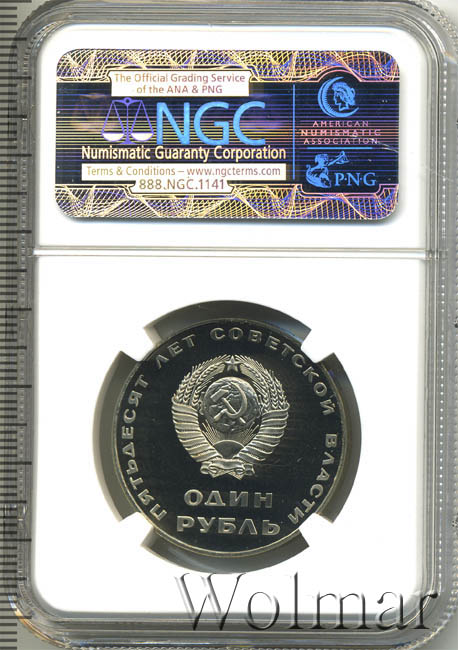 The Official Grading Service
of the ANA & PNG
NGC
Numismatic Guaranty Corporation
Terms & Conditions – www.ngcterms.com
888.NGC.1141
AMERICAN
NUMISMATIC
ASSOCIATION
P·N·G
ПЯТЬДЕСЯТ ЛЕТ СОВЕТСКОЙ ВЛАСТИ
ОДИН
РУБЛЬ
Wolmar